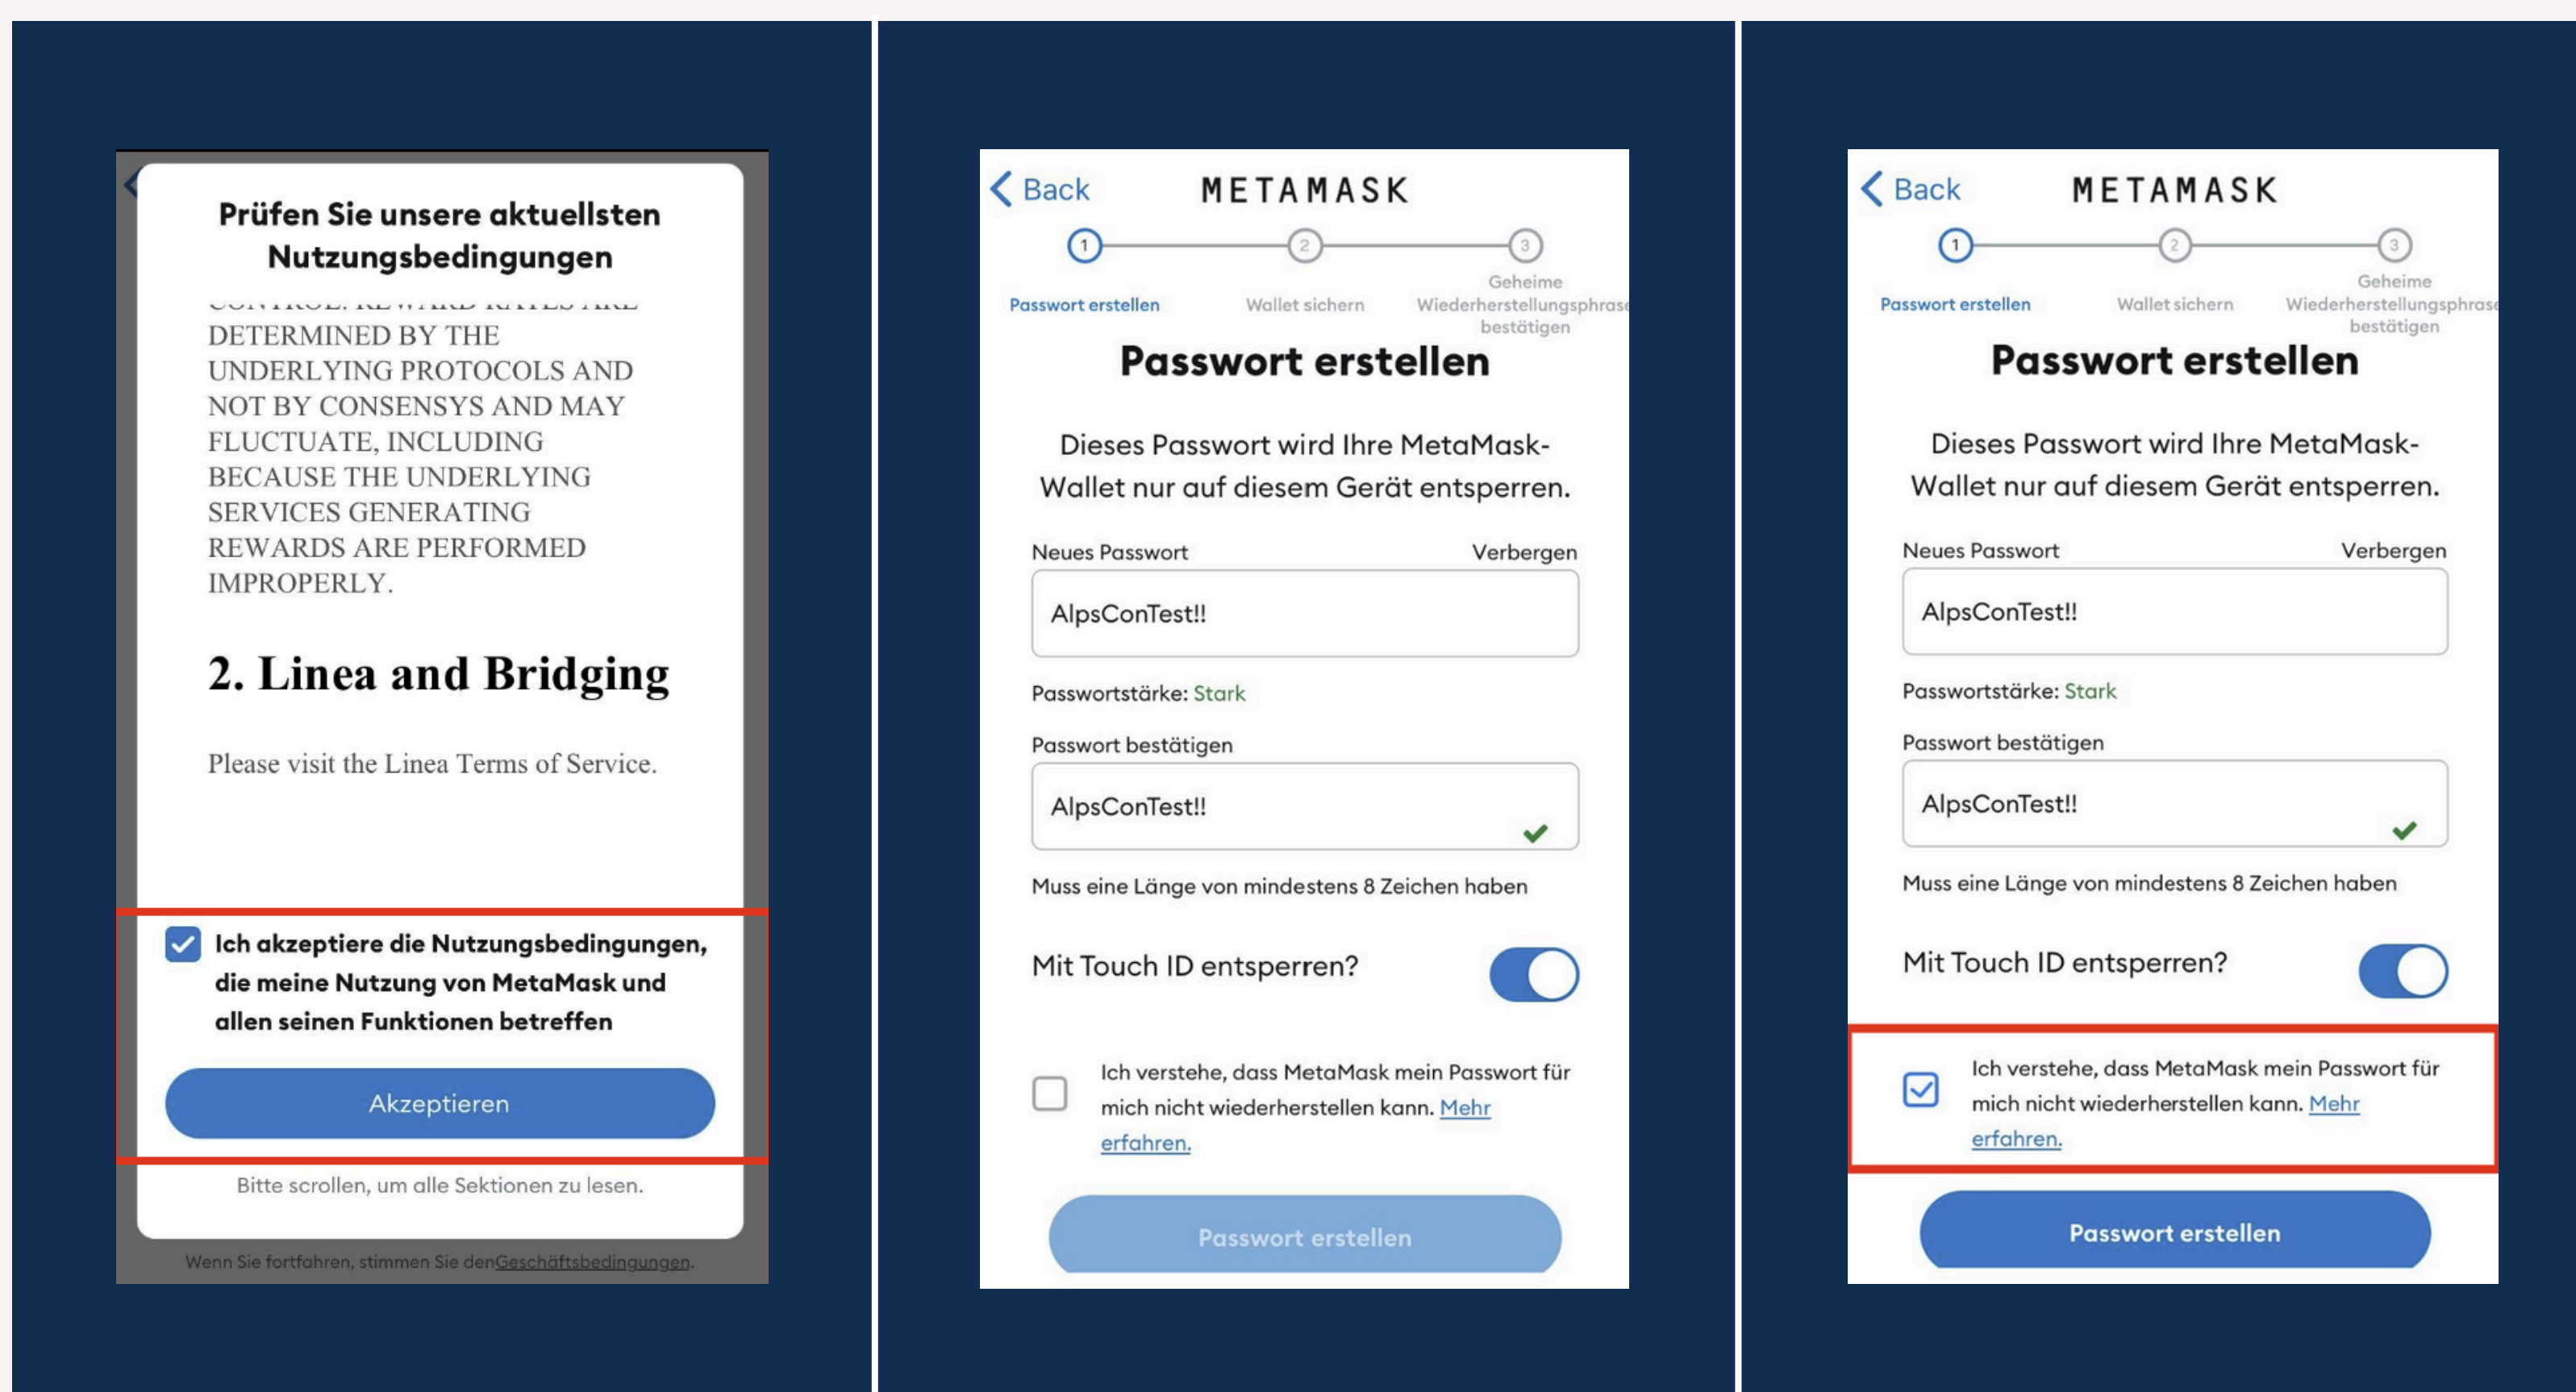 Prüfen Sie unsere aktuellsten
Nutzungsbedingungen
CONTROL. REWARD RATES ARE
DETERMINED BY THE
UNDERLYING PROTOCOLS AND
NOT BY CONSENSYS AND MAY
FLUCTUATE, INCLUDING
BECAUSE THE UNDERLYING
SERVICES GENERATING
REWARDS ARE PERFORMED
IMPROPERLY.
2. Linea and Bridging
Please visit the Linea Terms of Service.
Ich akzeptiere die Nutzungsbedingungen,
die meine Nutzung von MetaMask und
allen seinen Funktionen betreffen
Akzeptieren
Bitte scrollen, um alle Sektionen zu lesen.
Wenn Sie fortfahren, stimmen Sie denGeschäftsbedingungen.
Back
METAMASK
1
2
3
Passwort erstellen
Wallet sichern
Geheime
Wiederherstellungsphrase
bestätigen
Passwort erstellen
Dieses Passwort wird Ihre MetaMask-
Wallet nur auf diesem Gerät entsperren.
Neues Passwort
Verbergen
AlpsConTest!!
Passwortstärke: Stark
Passwort bestätigen
AlpsConTest!!
Muss eine Länge von mindestens 8 Zeichen haben
Mit Touch ID entsperren?
Ich verstehe, dass MetaMask mein Passwort für
mich nicht wiederherstellen kann. Mehr
erfahren.
Passwort erstellen
Back
METAMASK
1
2
3
Passwort erstellen
Wallet sichern
Geheime
Wiederherstellungsphrase
bestätigen
Passwort erstellen
Dieses Passwort wird Ihre MetaMask-
Wallet nur auf diesem Gerät entsperren.
Neues Passwort
Verbergen
AlpsConTest!!
Passwortstärke: Stark
Passwort bestätigen
AlpsConTest!!
Muss eine Länge von mindestens 8 Zeichen haben
Mit Touch ID entsperren?
Ich verstehe, dass MetaMask mein Passwort für
mich nicht wiederherstellen kann. Mehr
erfahren.
Passwort erstellen